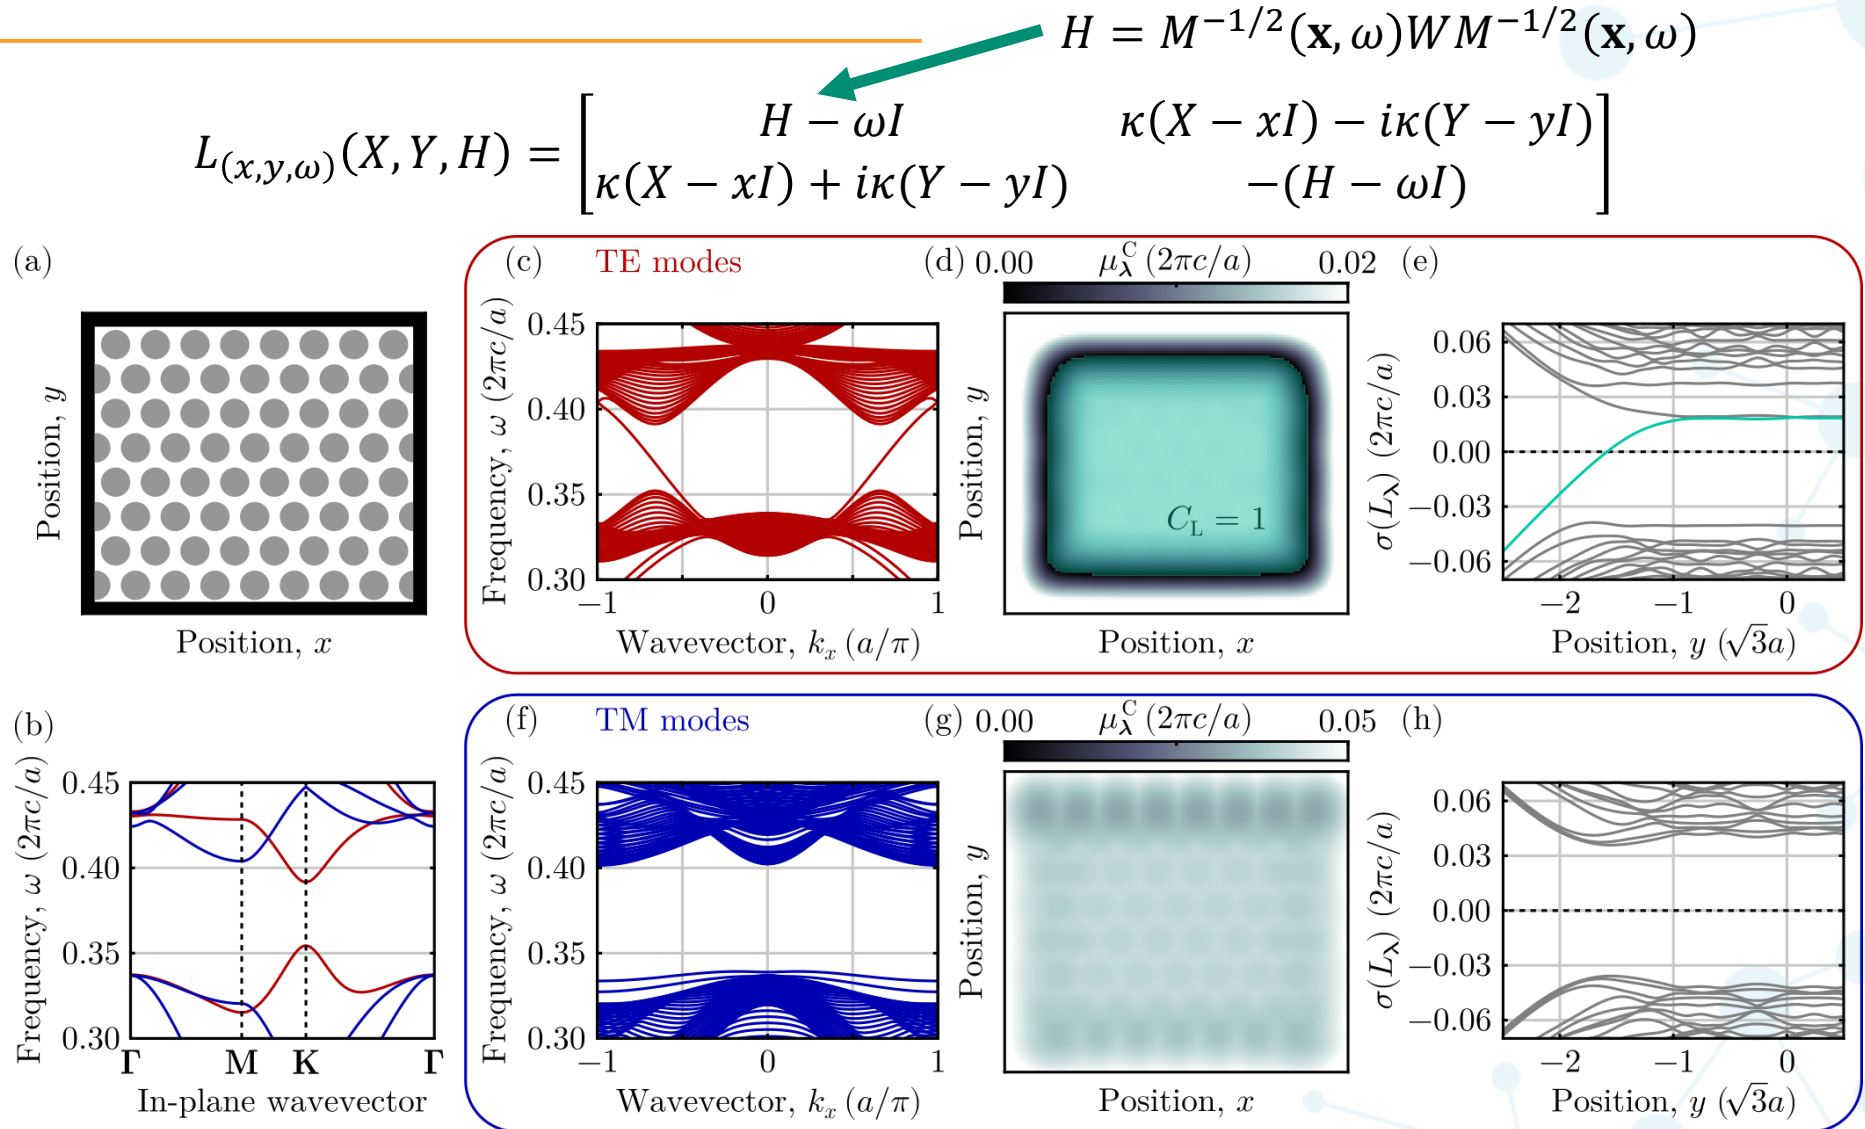 H = M^{-1/2}(𝐱, ω)WM^{-1/2}(𝐱, ω)
L_{(x,y,ω)}(X, Y, H) = [ H − ωI    κ(X − xI) − iκ(Y − yI)
κ(X − xI) + iκ(Y − yI)    −(H − ωI) ]
(a)
Position, y
Position, x
(c) TE modes
Frequency, ω (2πc/a)
0.45
0.40
0.35
0.30
−1 0 1
Wavevector, k_x (a/π)
(d) 0.00 μ_λ^C (2πc/a) 0.02
Position, y
C_L = 1
Position, x
(e)
σ(L_λ) (2πc/a)
0.06
0.03
0.00
−0.03
−0.06
−2 −1 0
Position, y (√3a)
(b)
Frequency, ω (2πc/a)
0.45
0.40
0.35
0.30
Γ M K Γ
In-plane wavevector
(f) TM modes
Frequency, ω (2πc/a)
0.45
0.40
0.35
0.30
−1 0 1
Wavevector, k_x (a/π)
(g) 0.00 μ_λ^C (2πc/a) 0.05
Position, y
Position, x
(h)
σ(L_λ) (2πc/a)
0.06
0.03
0.00
−0.03
−0.06
−2 −1 0
Position, y (√3a)